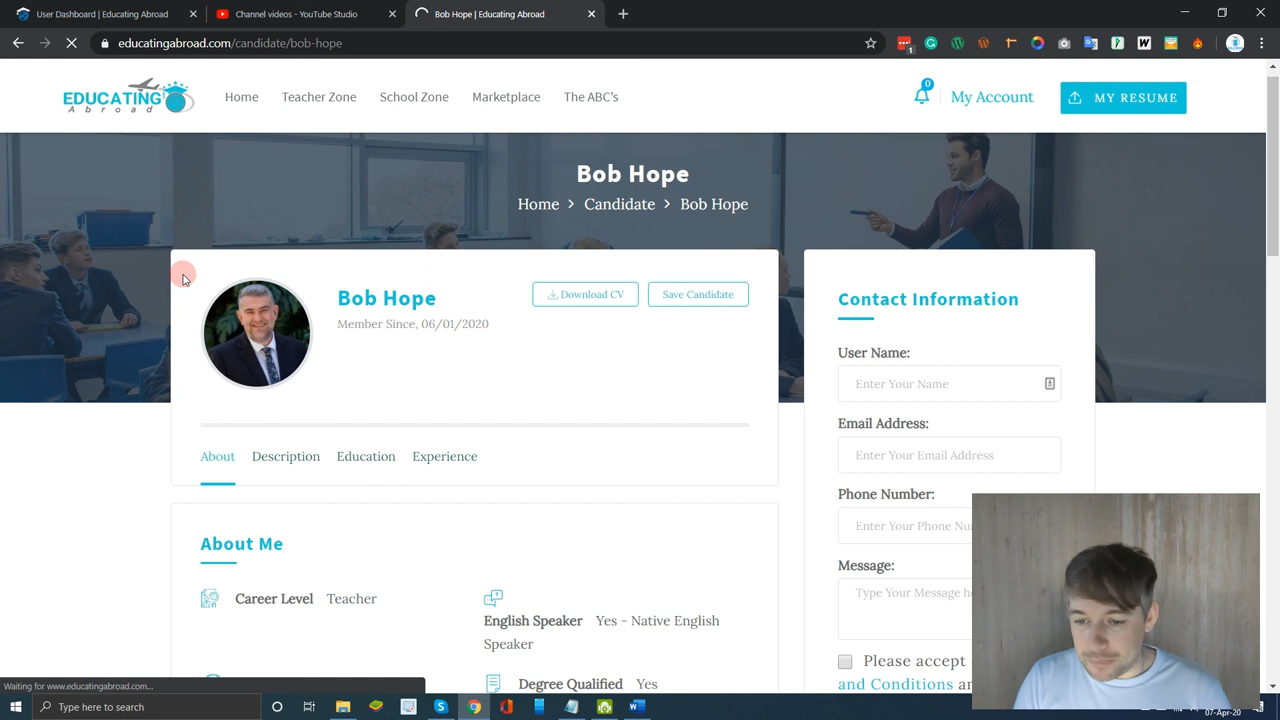 User Dashboard | Educating Abroad
Channel videos - YouTube Studio
Bob Hope | Educating Abroad
educatingabroad.com/candidate/bob-hope
1
EDUCATING
Abroad
Home
Teacher Zone
School Zone
Marketplace
The ABC's
0
My Account
MY RESUME
Bob Hope
Home > Candidate > Bob Hope
Bob Hope
Member Since, 06/01/2020
Download CV
Save Candidate
About
Description
Education
Experience
About Me
Career Level Teacher
English Speaker Yes - Native English
Speaker
Degree Qualified Yes
Contact Information
User Name:
Enter Your Name
Email Address:
Enter Your Email Address
Phone Number:
Enter Your Phone
Message:
Type Your Message
Please accept
and Conditions
Waiting for www.educatingabroad.com...
Type here to search
07-Apr-20